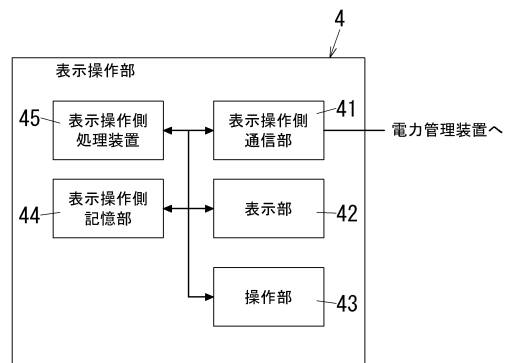 4
表示操作部
45
表示操作側
処理装置
41
表示操作側
通信部
電力管理装置へ
44
表示操作側
記憶部
表示部
42
操作部
43